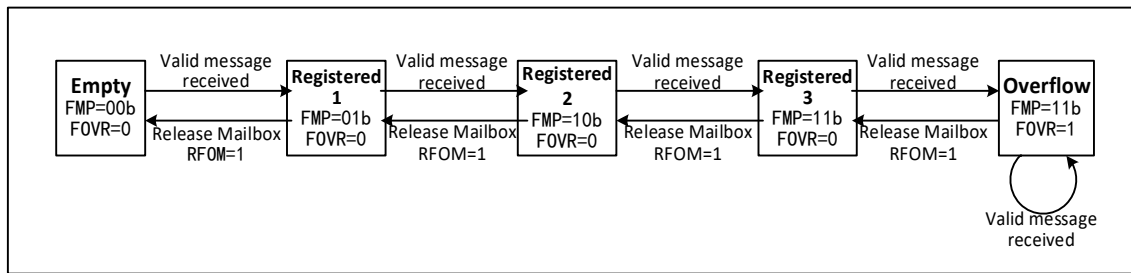 Empty
FMP=00b
FOVR=0
Valid message
received
Release Mailbox
RFOM=1
Registered
1
FMP=01b
FOVR=0
Valid message
received
Release Mailbox
RFOM=1
Registered
2
FMP=10b
FOVR=0
Valid message
received
Release Mailbox
RFOM=1
Registered
3
FMP=11b
FOVR=0
Valid message
received
Release Mailbox
RFOM=1
Overflow
FMP=11b
FOVR=1
Valid message
received